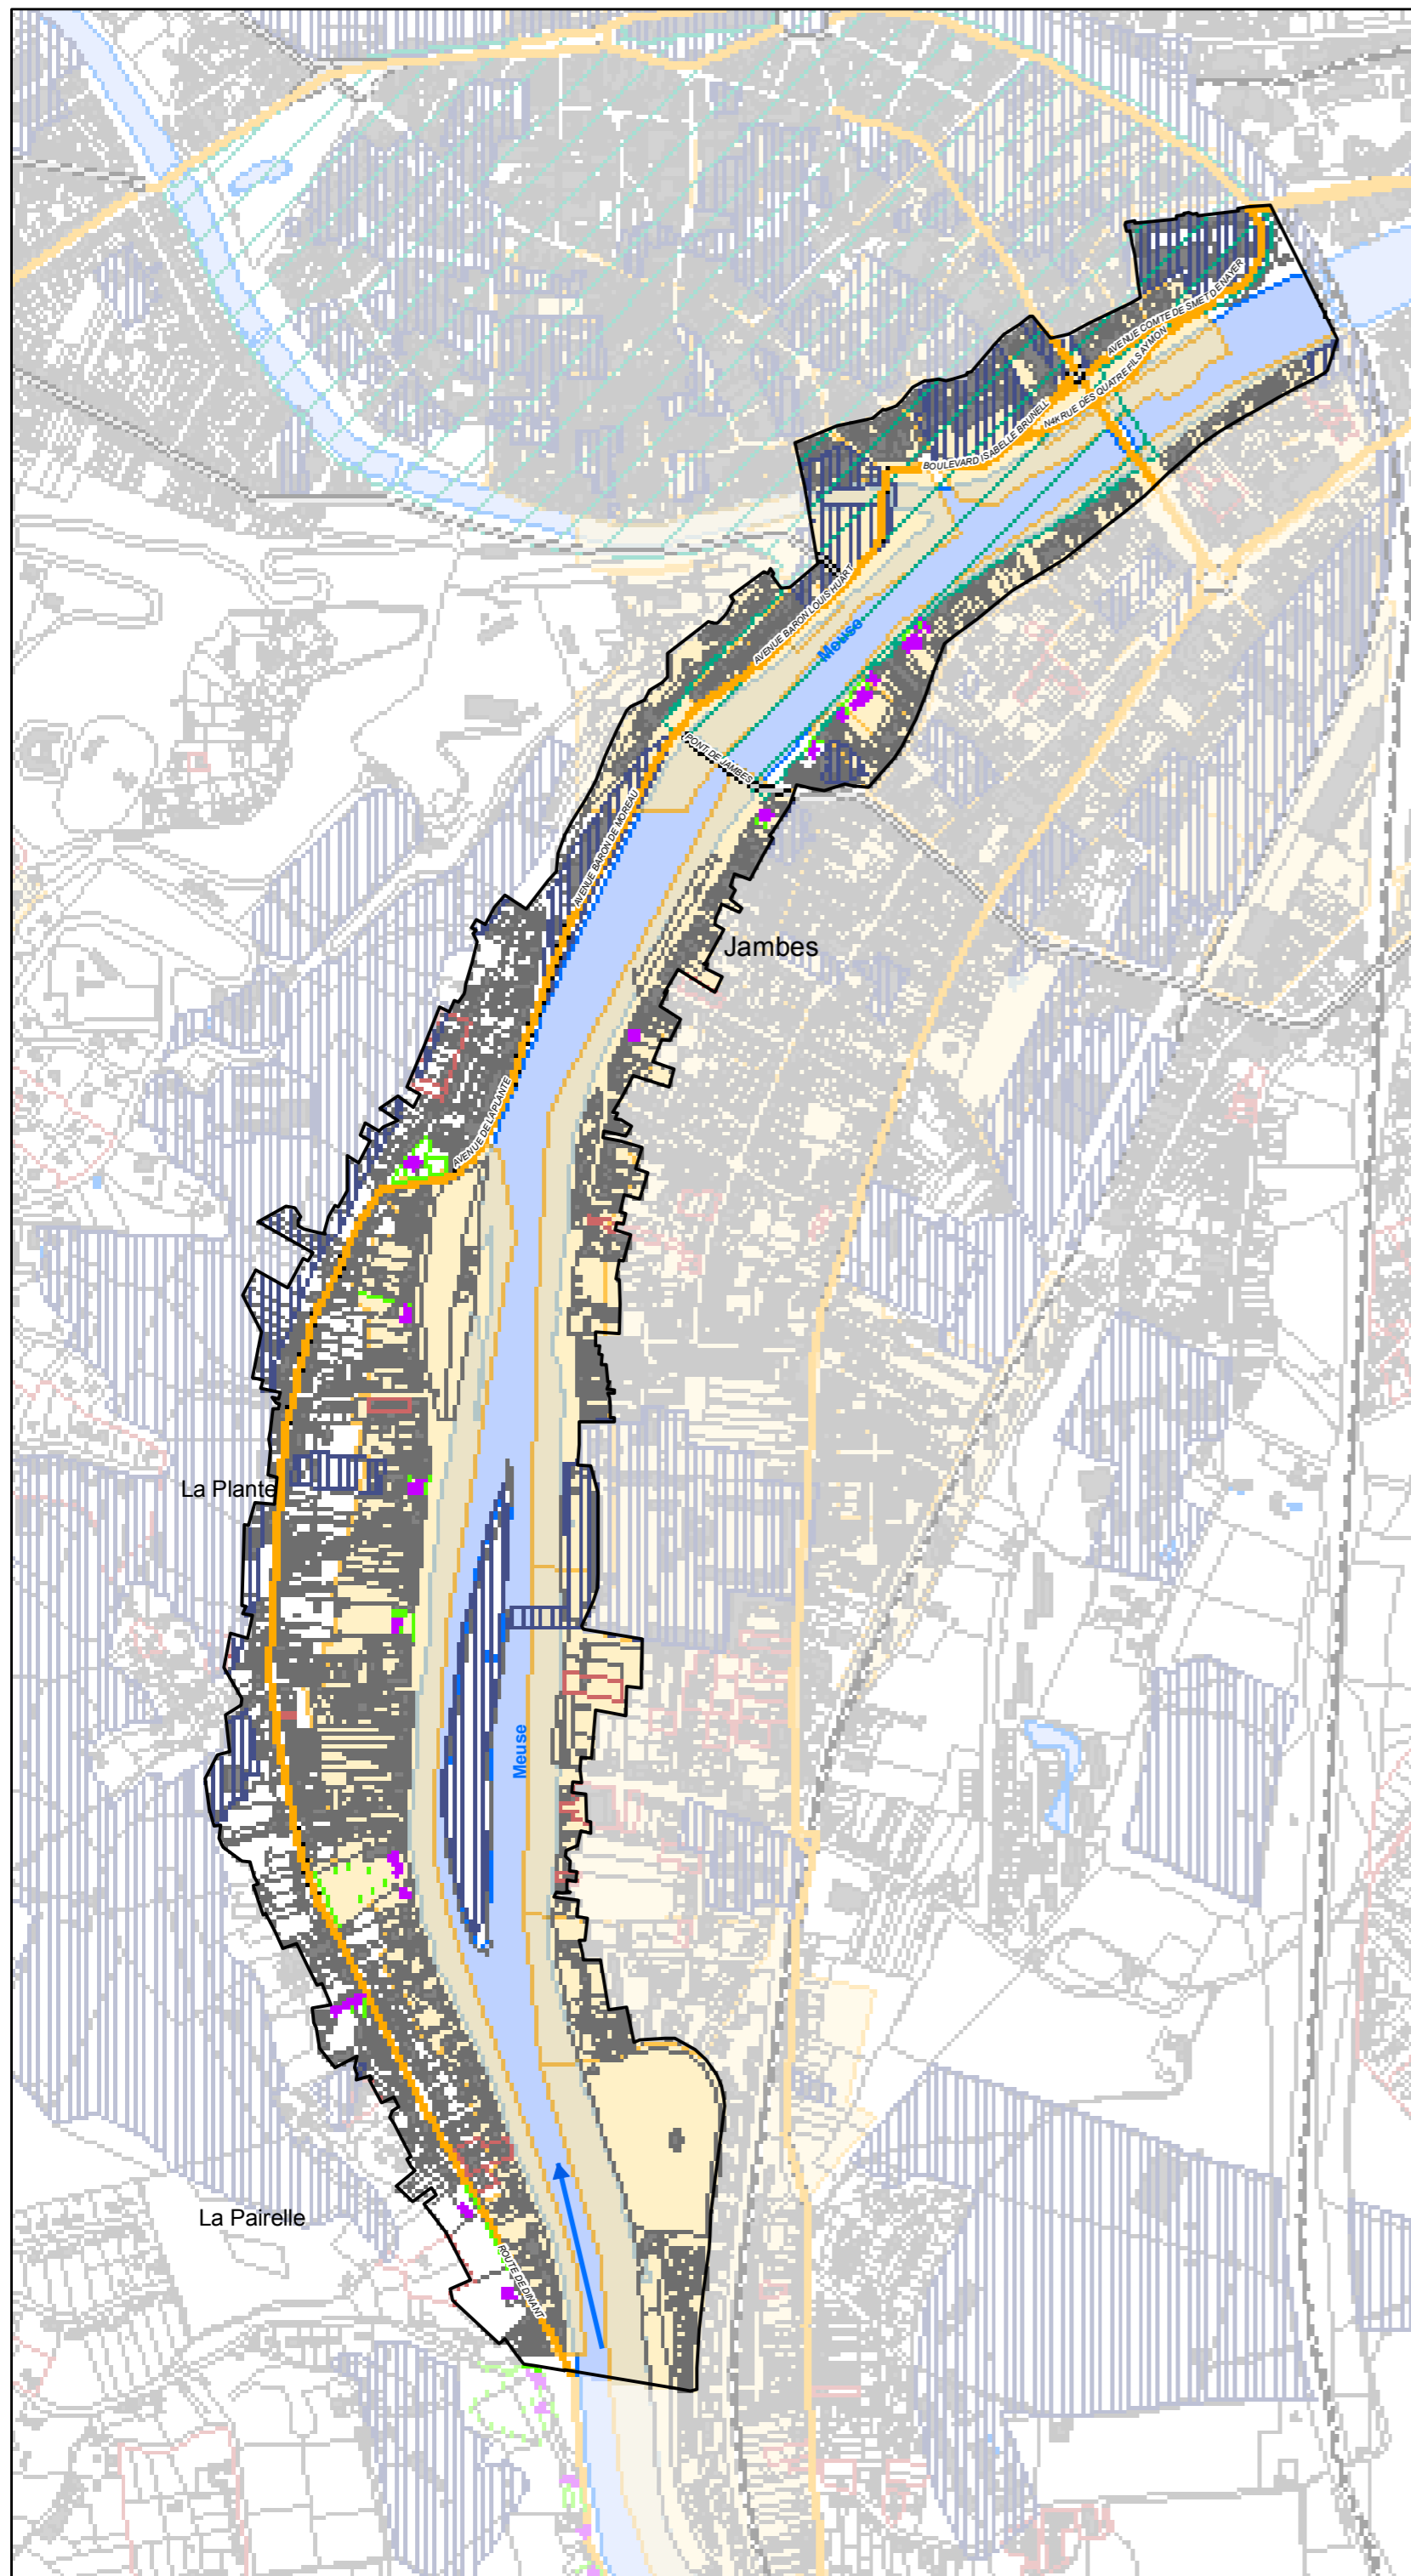 AVENUE COMTE DE SMET DE NAYER
N4K RUE DES QUATRE FILS AYMON
BOULEVARD ISABELLE BRUNELL
AVENUE BARON LOUIS HUART
Meuse
PONT DE JAMBES
AVENUE BARON DE MOREAU
Jambes
AVENUE DE LA PLANTE
La Plante
Meuse
La Pairelle
ROUTE DE DINANT